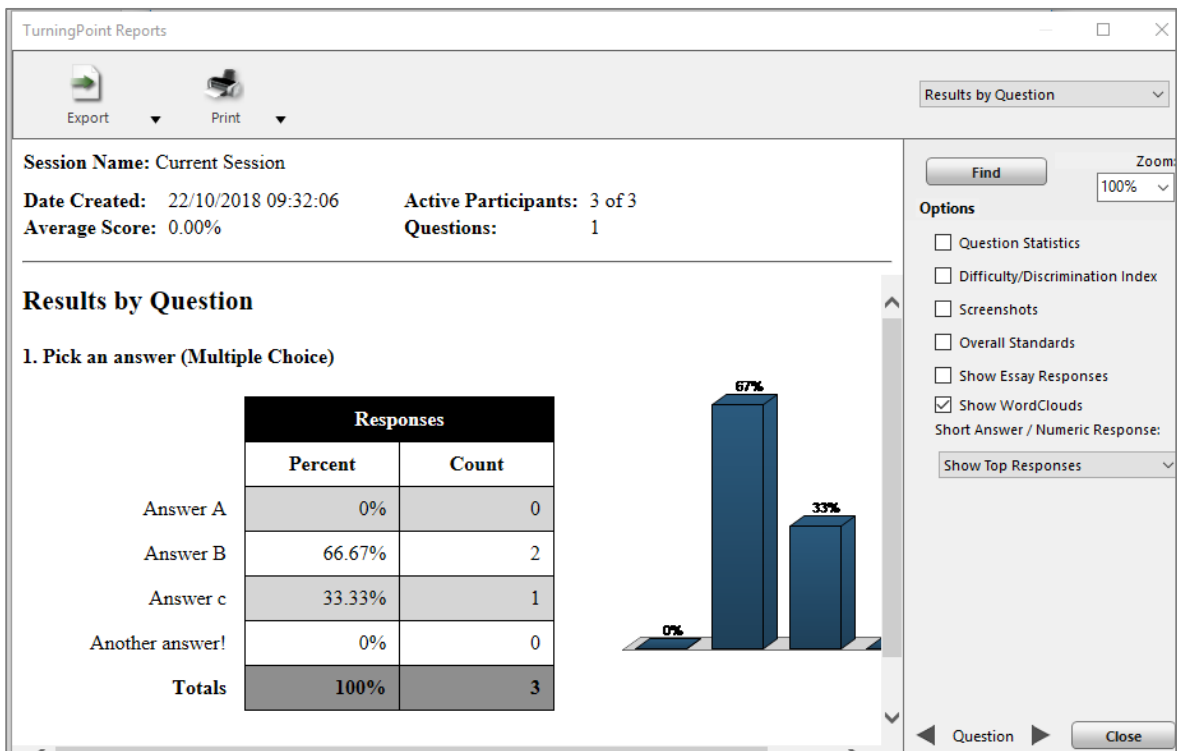 TurningPoint Reports
Export
Print
Results by Question
Session Name: Current Session
Date Created: 22/10/2018 09:32:06 Active Participants: 3 of 3
Average Score: 0.00% Questions: 1
Results by Question
1. Pick an answer (Multiple Choice)
Responses
Percent Count
Answer A 0% 0
Answer B 66.67% 2
Answer c 33.33% 1
Another answer! 0% 0
Totals 100% 3
67%
33%
0%
Find
Zoom:
100%
Options
Question Statistics
Difficulty/Discrimination Index
Screenshots
Overall Standards
Show Essay Responses
Show WordClouds
Short Answer / Numeric Response:
Show Top Responses
Question
Close